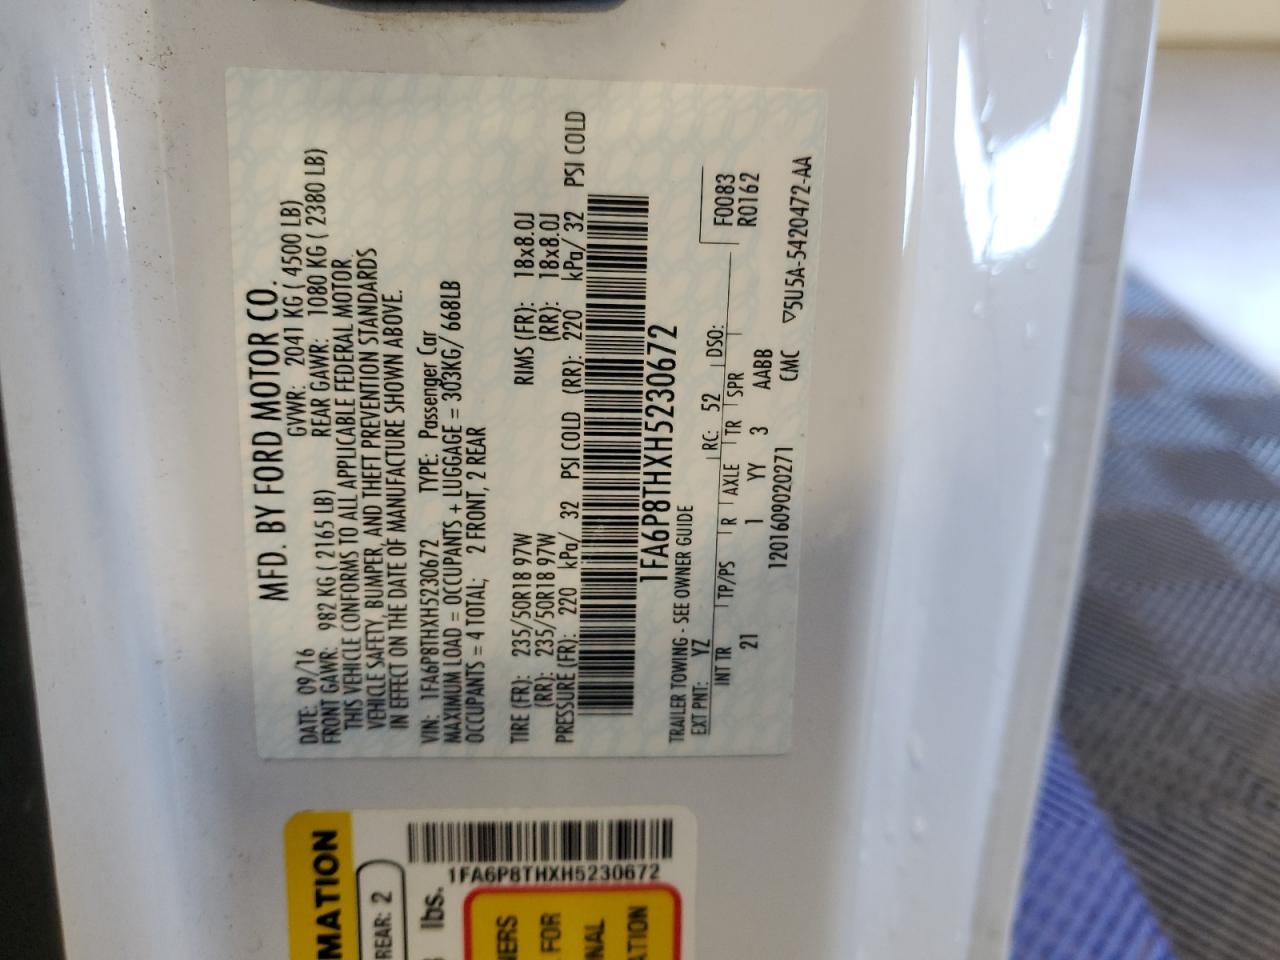 MFD. BY FORD MOTOR CO.
DATE: 09/16 GVWR: 2041 KG ( 4500 LB)
FRONT GAWR: 982 KG ( 2165 LB) REAR GAWR: 1080 KG ( 2380 LB)
THIS VEHICLE CONFORMS TO ALL APPLICABLE FEDERAL MOTOR
VEHICLE SAFETY, BUMPER, AND THEFT PREVENTION STANDARDS
IN EFFECT ON THE DATE OF MANUFACTURE SHOWN ABOVE.
VIN: 1FA6P8THXH5230672 TYPE: Passenger Car
MAXIMUM LOAD = OCCUPANTS + LUGGAGE = 303KG/ 668LB
OCCUPANTS = 4 TOTAL; 2 FRONT, 2 REAR
TIRE (FR): 235/50R18 97W RIMS (FR): 18x8.0J
(RR): 235/50R18 97W (RR): 18x8.0J
PRESSURE (FR): 220 kPa/ 32 PSI COLD (RR): 220 kPa/ 32 PSI COLD
1FA6P8THXH5230672
TRAILER TOWING - SEE OWNER GUIDE
EXT PNT: YZ RC: 52 DSO: F0083
INT TR TP/PS R AXLE TR SPR R0162
21 1 YY 3 AABB
1201609020271 CMC ▽5U5A-5420472-AA
MATION
REAR: 2
lbs.
1FA6P8THXH5230672
NERS
FOR
NAL
ATION